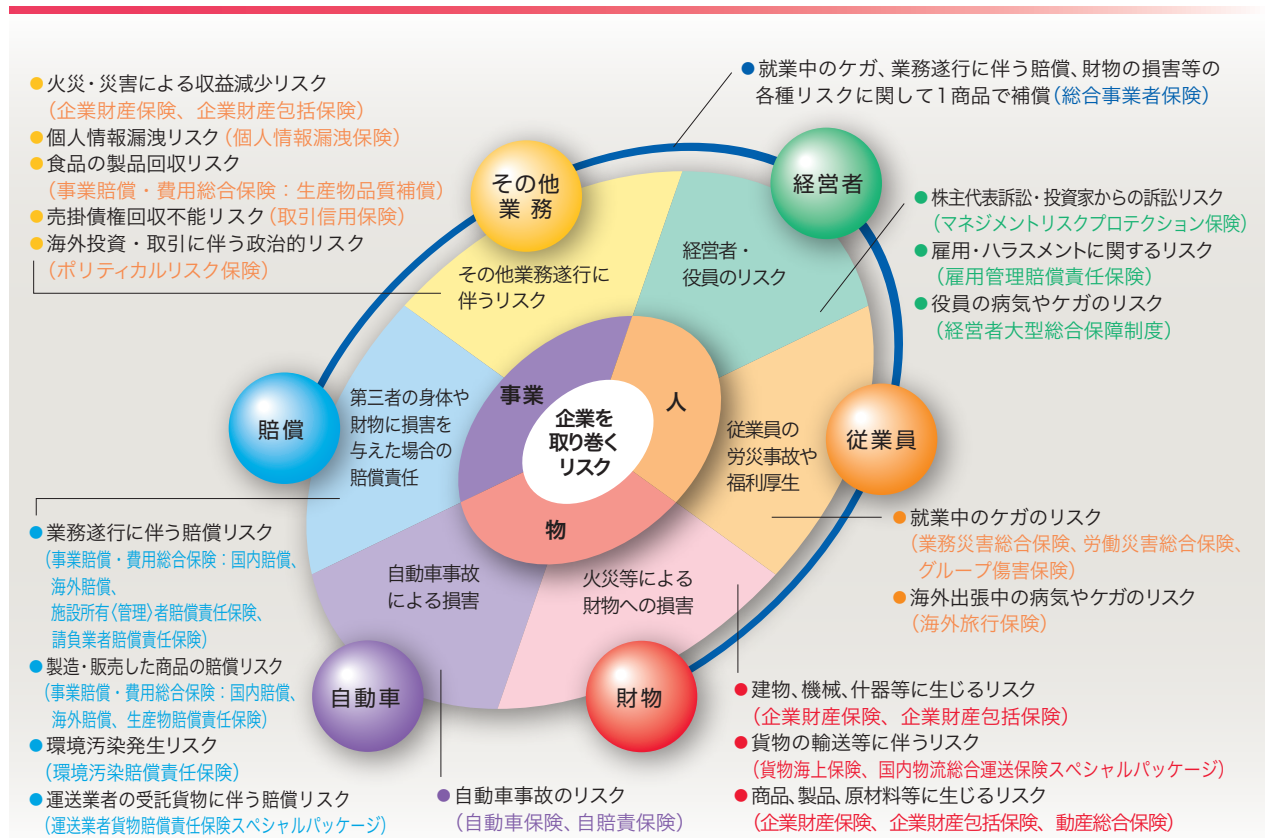 ● 火災・災害による収益減少リスク
（企業財産保険、企業財産包括保険）
● 個人情報漏洩リスク（個人情報漏洩保険）
● 食品の製品回収リスク
（事業賠償・費用総合保険：生産物品質補償）
● 売掛債権回収不能リスク（取引信用保険）
● 海外投資・取引に伴う政治的リスク
（ポリティカルリスク保険）
● 就業中のケガ、業務遂行に伴う賠償、財物の損害等の
各種リスクに関して1商品で補償（総合事業者保険）
その他
業務
経営者
● 株主代表訴訟・投資家からの訴訟リスク
（マネジメントリスクプロテクション保険）
● 雇用・ハラスメントに関するリスク
（雇用管理賠償責任保険）
● 役員の病気やケガのリスク
（経営者大型総合保障制度）
その他業務遂行に
伴うリスク
経営者・
役員のリスク
賠償
第三者の身体や
財物に損害を
与えた場合の
賠償責任
事業
人
物
企業を
取り巻く
リスク
従業員の
労災事故や
福利厚生
従業員
自動車事故
による損害
火災等による
財物への損害
自動車
財物
● 就業中のケガのリスク
（業務災害総合保険、労働災害総合保険、
グループ傷害保険）
● 海外出張中の病気やケガのリスク
（海外旅行保険）
● 業務遂行に伴う賠償リスク
（事業賠償・費用総合保険：国内賠償、
海外賠償、
施設所有〈管理〉者賠償責任保険、
請負業者賠償責任保険）
● 製造・販売した商品の賠償リスク
（事業賠償・費用総合保険：国内賠償、
海外賠償、生産物賠償責任保険）
● 環境汚染発生リスク
（環境汚染賠償責任保険）
● 運送業者の受託貨物に伴う賠償リスク
（運送業者貨物賠償責任保険スペシャルパッケージ）
● 自動車事故のリスク
（自動車保険、自賠責保険）
● 建物、機械、什器等に生じるリスク
（企業財産保険、企業財産包括保険）
● 貨物の輸送等に伴うリスク
（貨物海上保険、国内物流総合運送保険スペシャルパッケージ）
● 商品、製品、原材料等に生じるリスク
（企業財産保険、企業財産包括保険、動産総合保険）